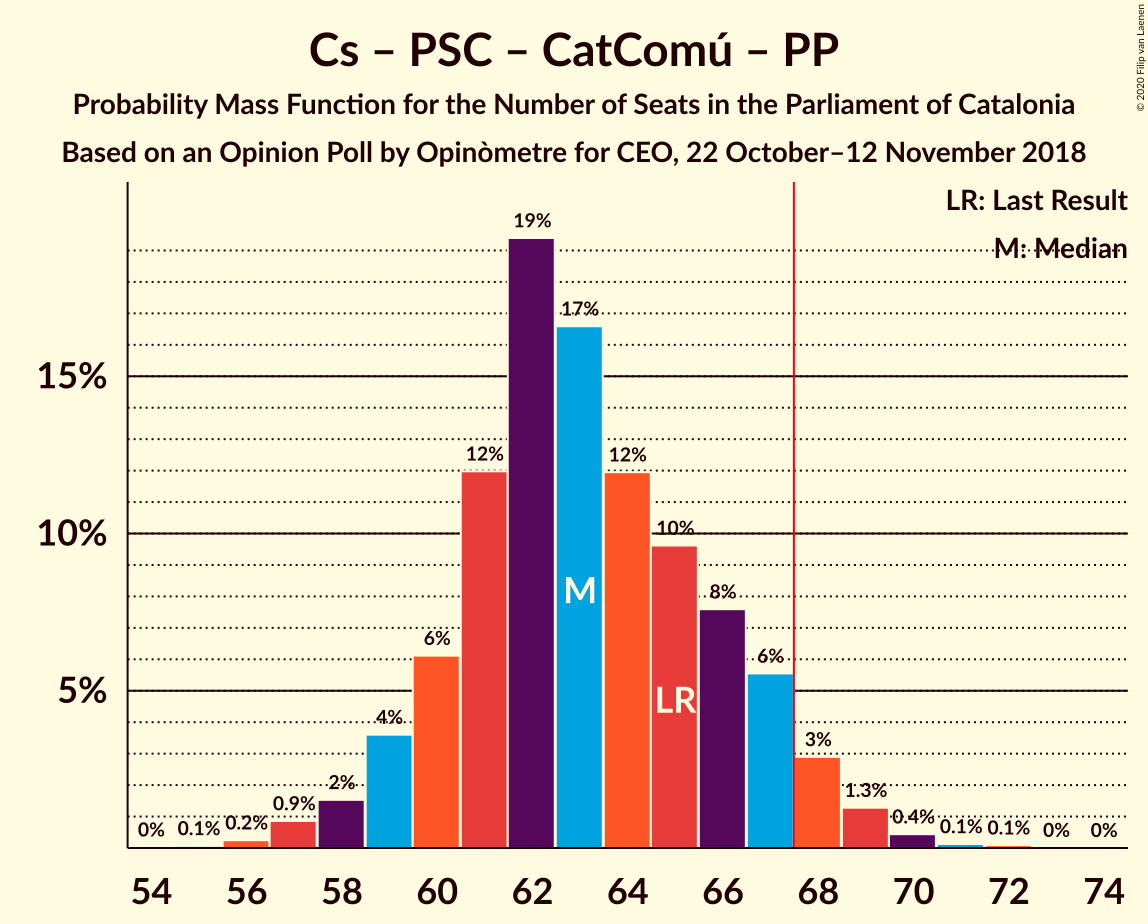 Cs – PSC – CatComú – PP
Probability Mass Function for the Number of Seats in the Parliament of Catalonia
Based on an Opinion Poll by Opinòmetre for CEO, 22 October–12 November 2018
© 2020 Filip van Laenen
LR: Last Result
M: Median
15%
10%
5%
0%
0.1%
0.2%
0.9%
2%
4%
6%
12%
19%
17%
12%
10%
8%
6%
3%
1.3%
0.4%
0.1%
0.1%
0%
0%
M
LR
54 56 58 60 62 64 66 68 70 72 74